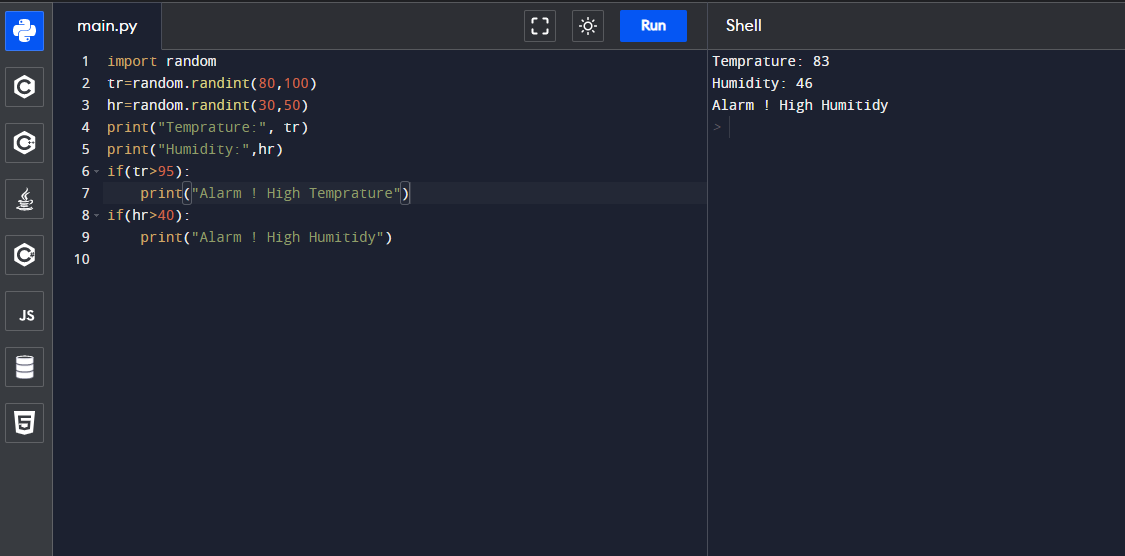 main.py
Run
Shell
1 import random
2 tr=random.randint(80,100)
3 hr=random.randint(30,50)
4 print("Temprature:", tr)
5 print("Humidity:",hr)
6 if(tr>95):
7     print("Alarm ! High Temprature")
8 if(hr>40):
9     print("Alarm ! High Humitidy")
10
Temprature: 83
Humidity: 46
Alarm ! High Humitidy
>
C
C++
C#
JS
5